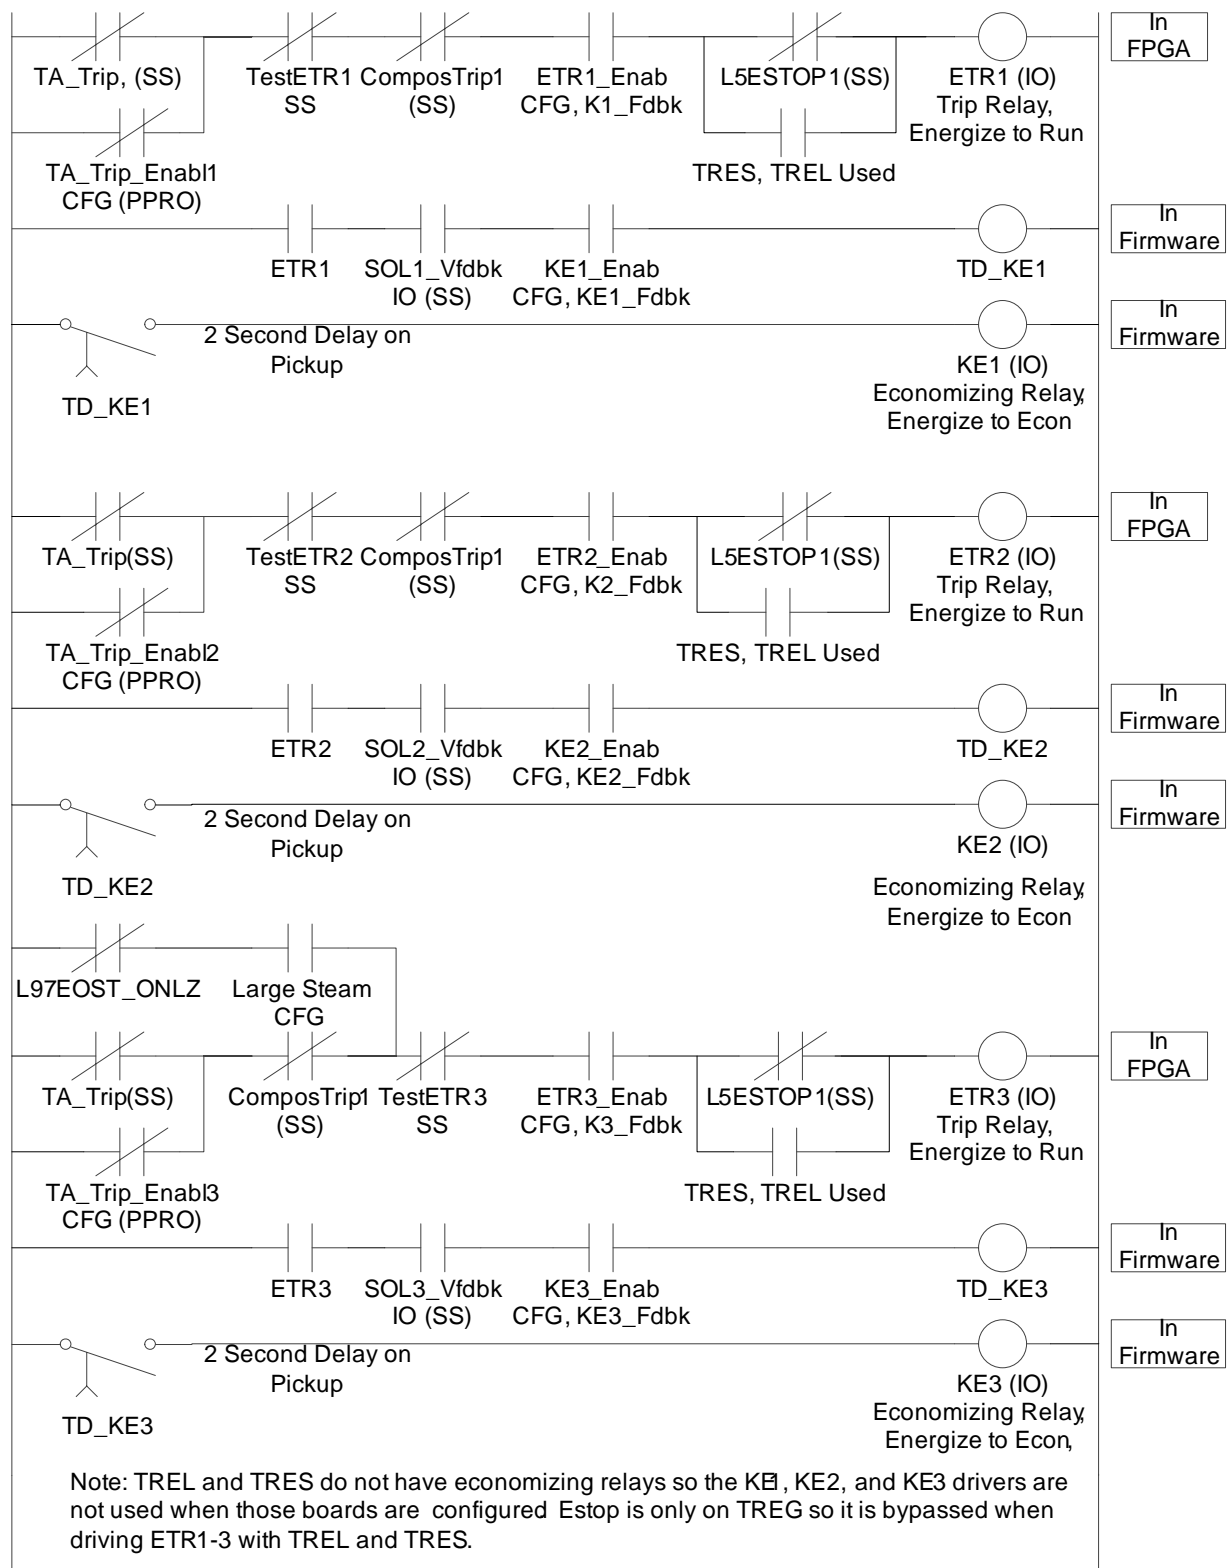 In
FPGA
TA_Trip, (SS)
TestETR1
SS
ComposTrip1
(SS)
ETR1_Enab
CFG, K1_Fdbk
L5ESTOP1(SS)
ETR1 (IO)
Trip Relay,
Energize to Run
TA_Trip_Enabl1
CFG (PPRO)
TRES, TREL Used
In
Firmware
ETR1
SOL1_Vfdbk
IO (SS)
KE1_Enab
CFG, KE1_Fdbk
TD_KE1
In
Firmware
2 Second Delay on
Pickup
TD_KE1
KE1 (IO)
Economizing Relay,
Energize to Econ
In
FPGA
TA_Trip(SS)
TestETR2
SS
ComposTrip1
(SS)
ETR2_Enab
CFG, K2_Fdbk
L5ESTOP1(SS)
ETR2 (IO)
Trip Relay,
Energize to Run
TA_Trip_Enabl2
CFG (PPRO)
TRES, TREL Used
In
Firmware
ETR2
SOL2_Vfdbk
IO (SS)
KE2_Enab
CFG, KE2_Fdbk
TD_KE2
In
Firmware
2 Second Delay on
Pickup
TD_KE2
KE2 (IO)
Economizing Relay,
Energize to Econ
L97EOST_ONLZ
Large Steam
CFG
In
FPGA
TA_Trip(SS)
ComposTrip1
(SS)
TestETR3
SS
ETR3_Enab
CFG, K3_Fdbk
L5ESTOP1(SS)
ETR3 (IO)
Trip Relay,
Energize to Run
TA_Trip_Enabl3
CFG (PPRO)
TRES, TREL Used
In
Firmware
ETR3
SOL3_Vfdbk
IO (SS)
KE3_Enab
CFG, KE3_Fdbk
TD_KE3
In
Firmware
2 Second Delay on
Pickup
TD_KE3
KE3 (IO)
Economizing Relay,
Energize to Econ,
Note: TREL and TRES do not have economizing relays so the KE1, KE2, and KE3 drivers are
not used when those boards are configured Estop is only on TREG so it is bypassed when
driving ETR1-3 with TREL and TRES.